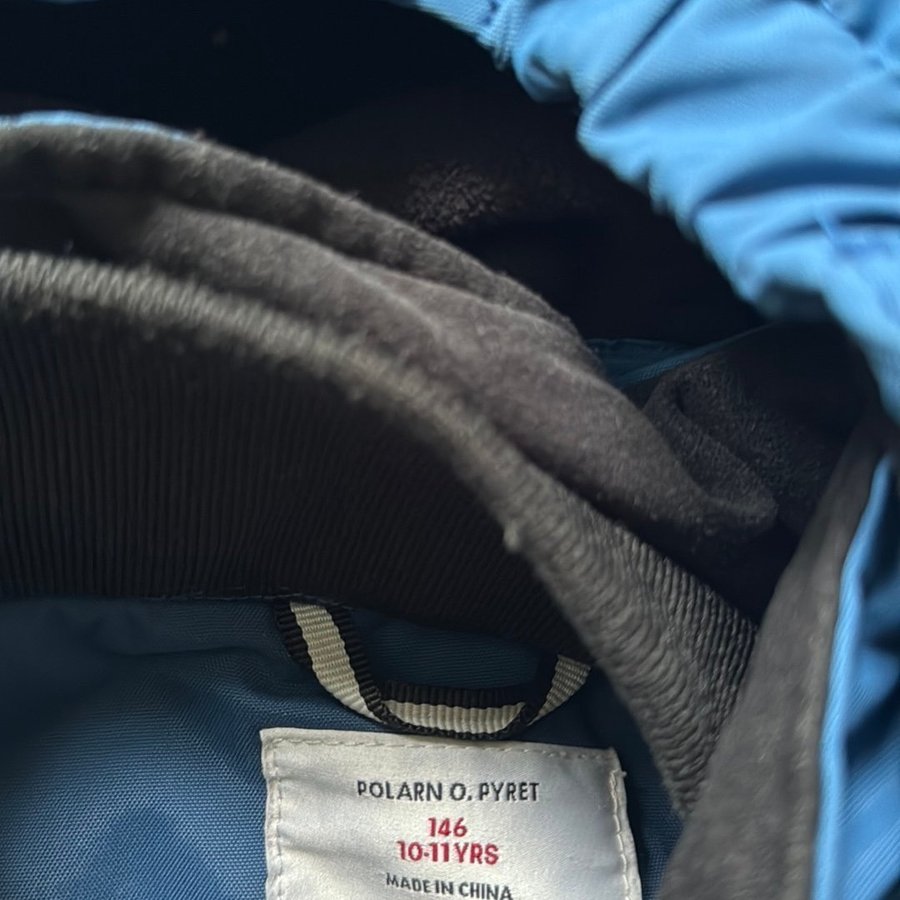 POLARN O. PYRET
146
10-11 YRS
MADE IN CHINA